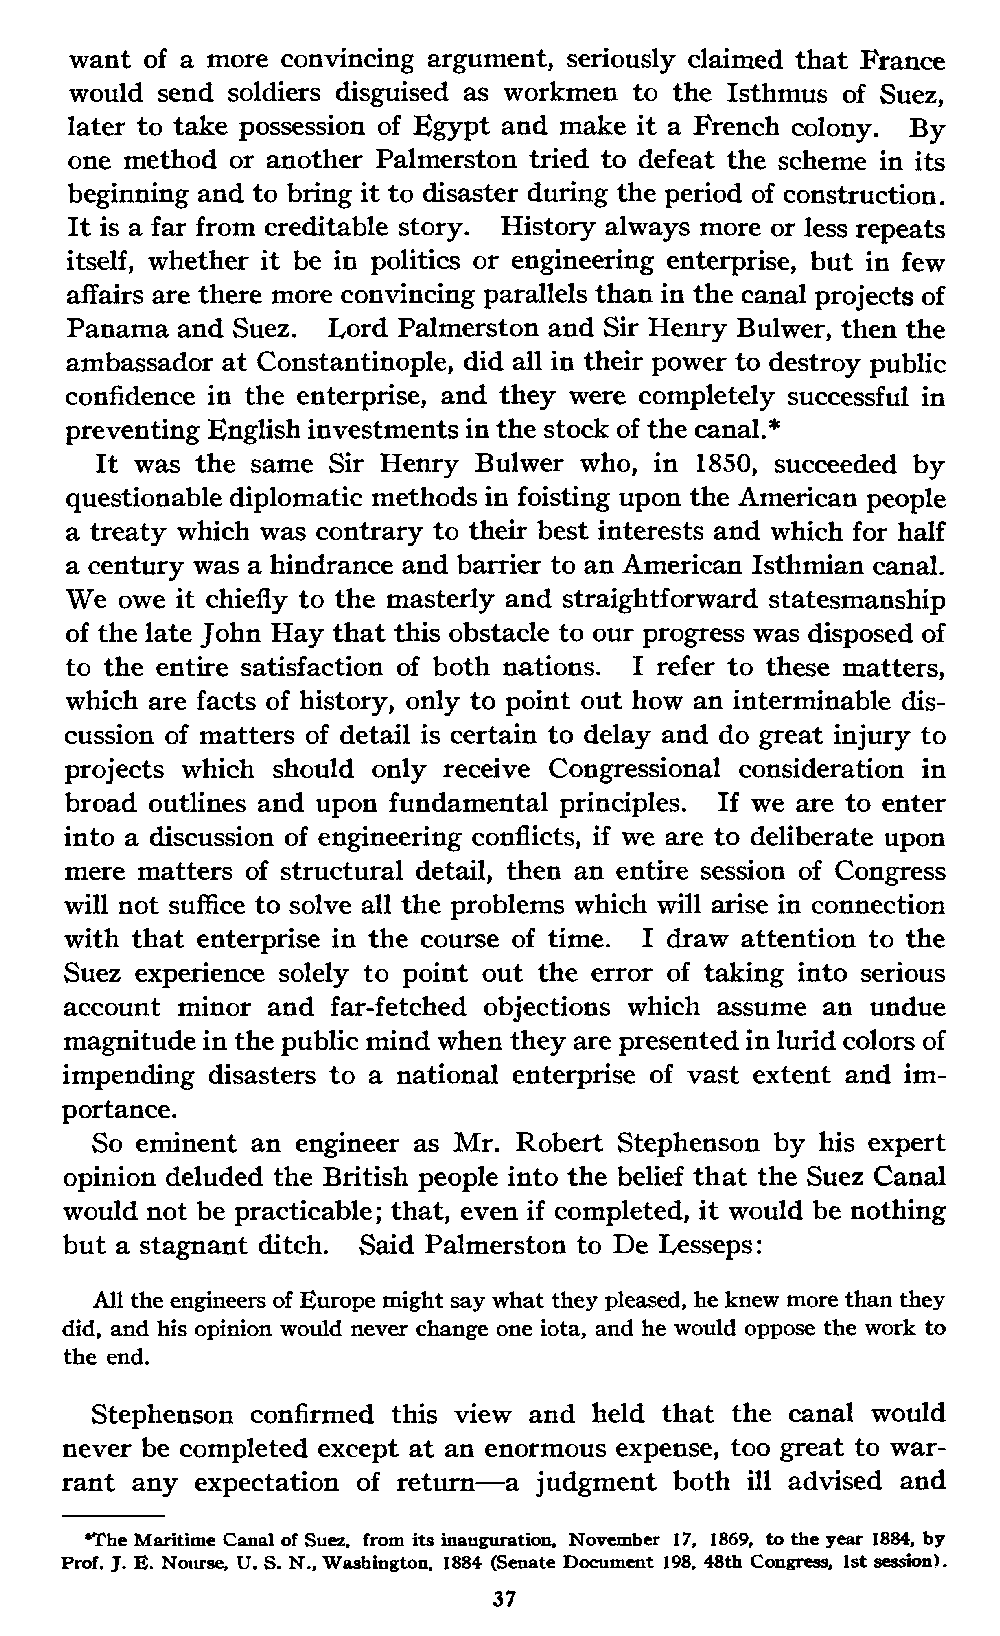 want of a more convincing argument, seriously claimed that France
would send soldiers disguised as workmen to the Isthmus of Suez,
later to take possession of Egypt and make it a French colony. By
one method or another Palmerston tried to defeat the scheme in its
beginning and to bring it to disaster during the period of construction.
It is a far from creditable story. History always more or less repeats
itself, whether it be in politics or engineering enterprise, but in few
affairs are there more convincing parallels than in the canal projects of
Panama and Suez. Lord Palmerston and Sir Henry Bulwer, then the
ambassador at Constantinople, did all in their power to destroy public
confidence in the enterprise, and they were completely successful in
preventing English investments in the stock of the canal.*
It was the same Sir Henry Bulwer who, in 1850, succeeded by
questionable diplomatic methods in foisting upon the American people
a treaty which was contrary to their best interests and which for half
a century was a hindrance and barrier to an American Isthmian canal.
We owe it chiefly to the masterly and straightforward statesmanship
of the late John Hay that this obstacle to our progress was disposed of
to the entire satisfaction of both nations. I refer to these matters,
which are facts of history, only to point out how an interminable dis-
cussion of matters of detail is certain to delay and do great injury to
projects which should only receive Congressional consideration in
broad outlines and upon fundamental principles. If we are to enter
into a discussion of engineering conflicts, if we are to deliberate upon
mere matters of structural detail, then an entire session of Congress
will not suffice to solve all the problems which will arise in connection
with that enterprise in the course of time. I draw attention to the
Suez experience solely to point out the error of taking into serious
account minor and far-fetched objections which assume an undue
magnitude in the public mind when they are presented in lurid colors of
impending disasters to a national enterprise of vast extent and im-
portance.
So eminent an engineer as Mr. Robert Stephenson by his expert
opinion deluded the British people into the belief that the Suez Canal
would not be practicable; that, even if completed, it would be nothing
but a stagnant ditch. Said Palmerston to De Lesseps:
All the engineers of Europe might say what they pleased, he knew more than they
did, and his opinion would never change one iota, and he would oppose the work to
the end.
Stephenson confirmed this view and held that the canal would
never be completed except at an enormous expense, too great to war-
rant any expectation of return—a judgment both ill advised and
*The Maritime Canal of Suez, from its inauguration, November 17, 1869, to the year 1884, by
Prof. J. E. Nourse, U. S. N., Washington, 1884 (Senate Document 198, 48th Congress, 1st session).
37